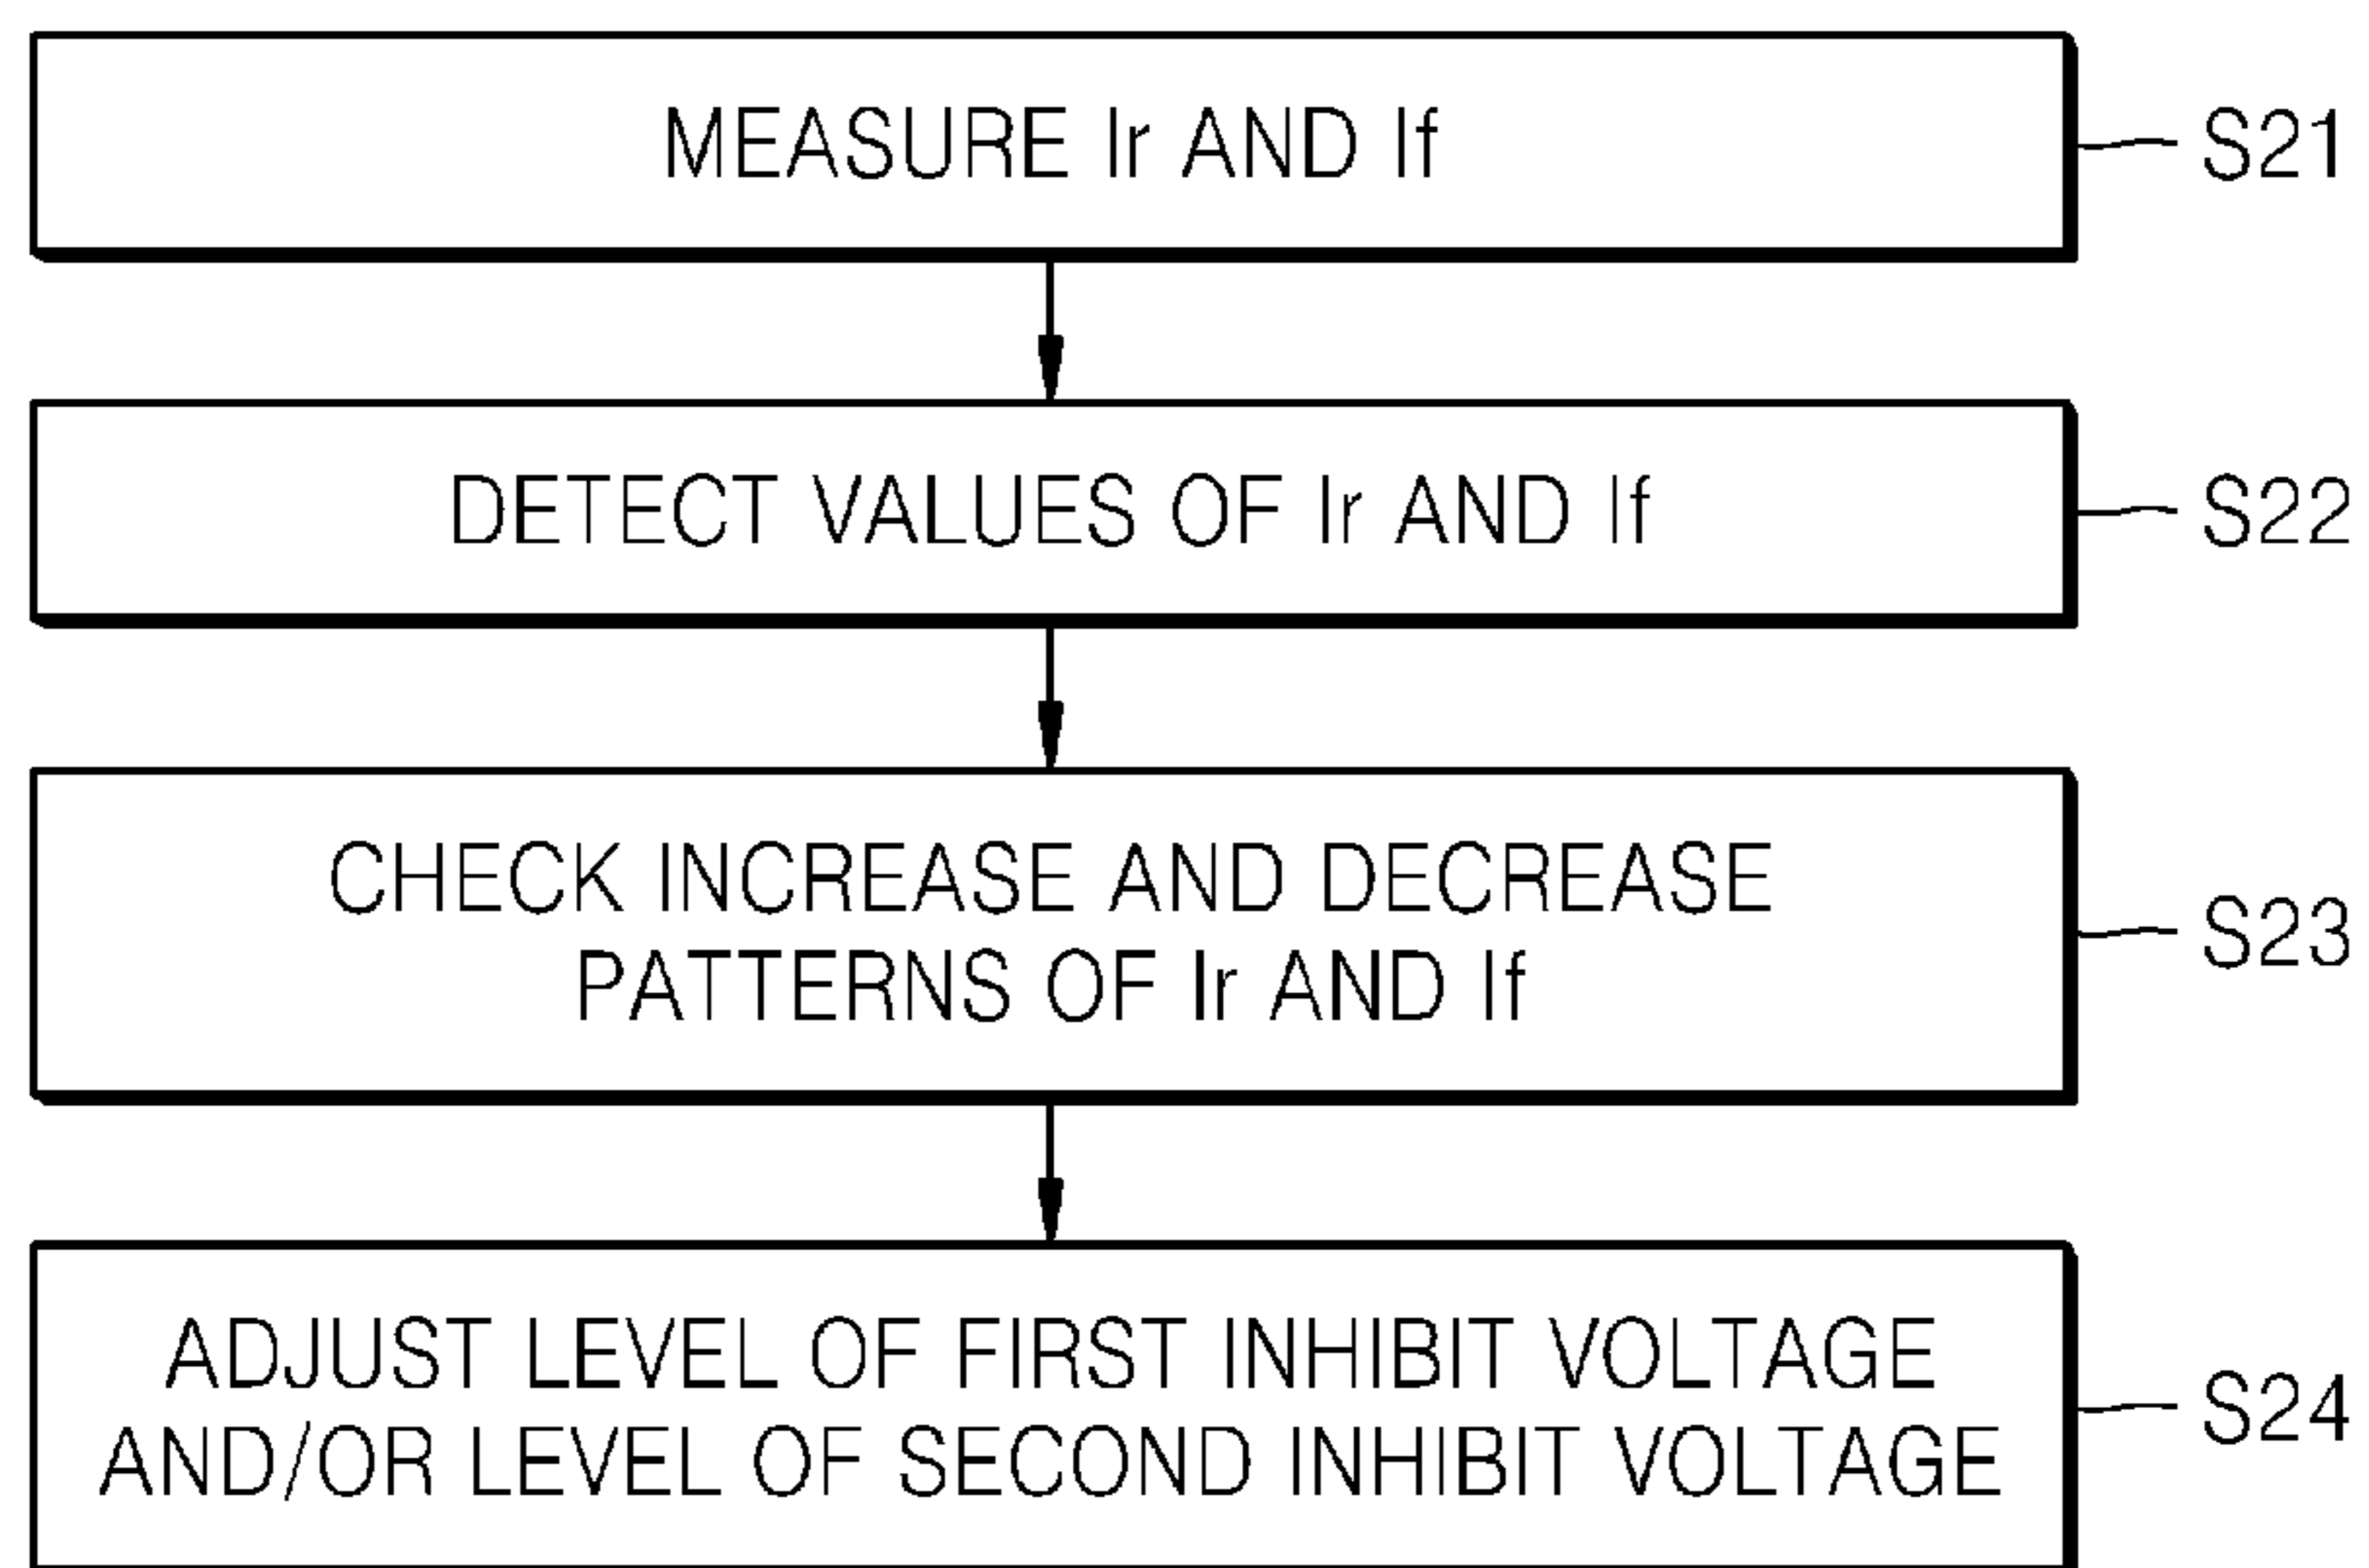 MEASURE Ir AND If
S21
DETECT VALUES OF Ir AND If
S22
CHECK INCREASE AND DECREASE
PATTERNS OF Ir AND If
S23
ADJUST LEVEL OF FIRST INHIBIT VOLTAGE
AND/OR LEVEL OF SECOND INHIBIT VOLTAGE
S24